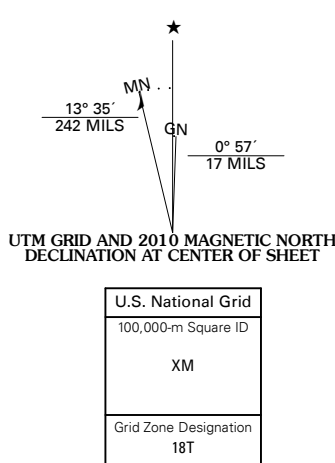 ★
MN
13° 35´
242 MILS
GN
0° 57´
17 MILS
UTM GRID AND 2010 MAGNETIC NORTH
DECLINATION AT CENTER OF SHEET
U.S. National Grid
100,000-m Square ID
XM
Grid Zone Designation
18T